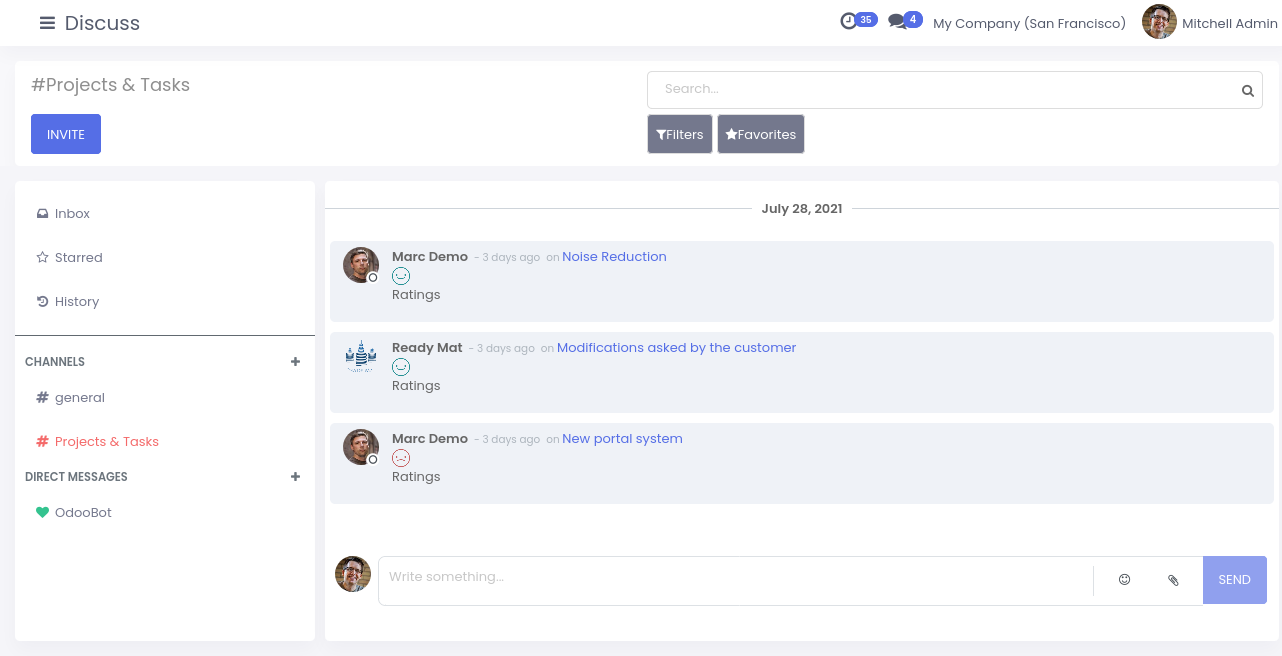 Discuss
35
4
My Company (San Francisco)
Mitchell Admin
#Projects & Tasks
Search...
INVITE
Filters
Favorites
Inbox
Starred
History
CHANNELS
general
Projects & Tasks
DIRECT MESSAGES
OdooBot
July 28, 2021
Marc Demo - 3 days ago on Noise Reduction
Ratings
Ready Mat - 3 days ago on Modifications asked by the customer
Ratings
Marc Demo - 3 days ago on New portal system
Ratings
Write something...
SEND